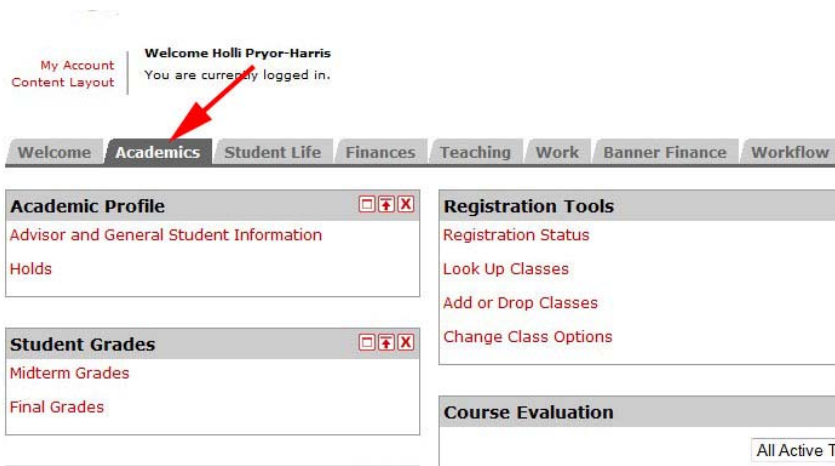 My Account
Content Layout
Welcome Holli Pryor-Harris
You are currently logged in.
Welcome Academics Student Life Finances Teaching Work Banner Finance Workflow
Academic Profile
Advisor and General Student Information
Holds
Student Grades
Midterm Grades
Final Grades
Registration Tools
Registration Status
Look Up Classes
Add or Drop Classes
Change Class Options
Course Evaluation
All Active T